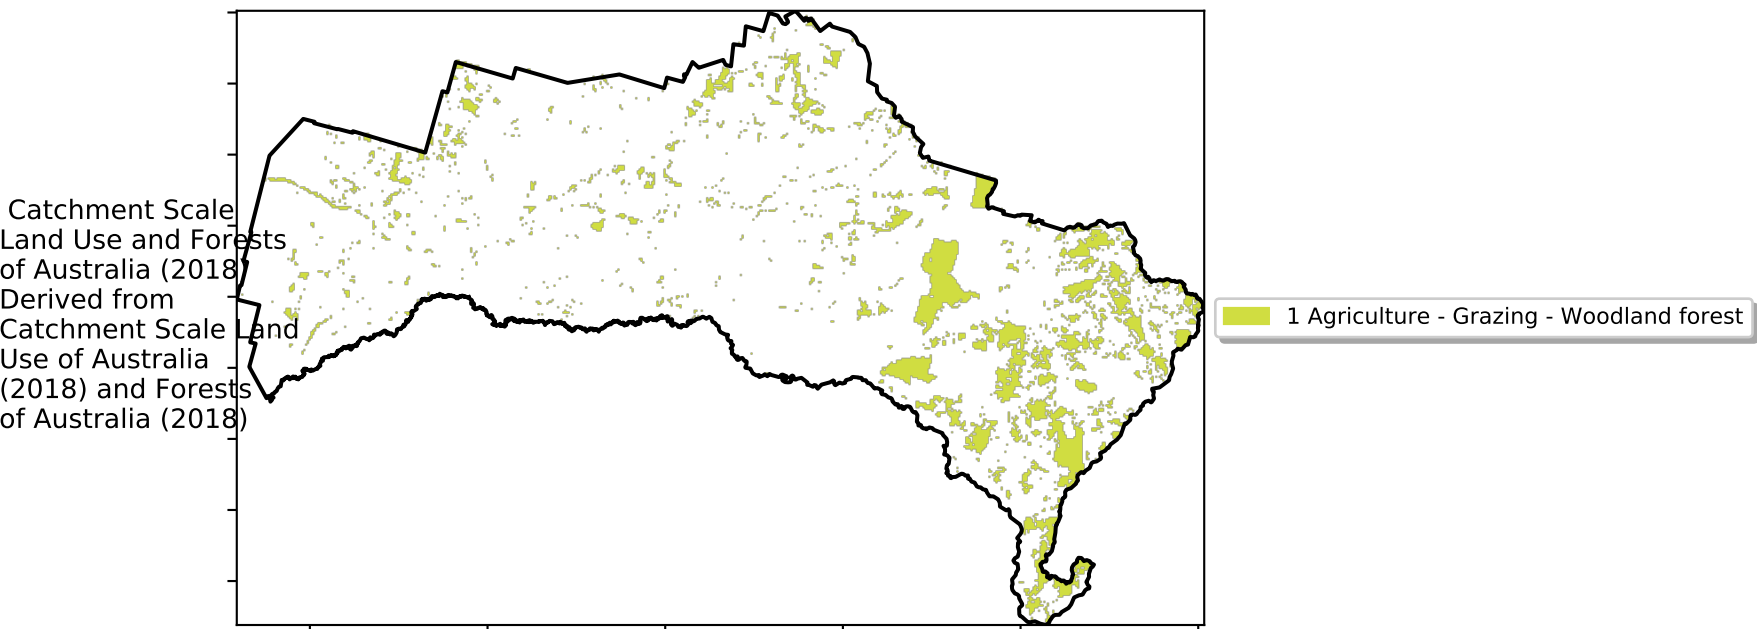 Catchment Scale
Land Use and Forests
of Australia (2018)
Derived from
Catchment Scale Land
Use of Australia
(2018) and Forests
of Australia (2018)
1 Agriculture - Grazing - Woodland forest